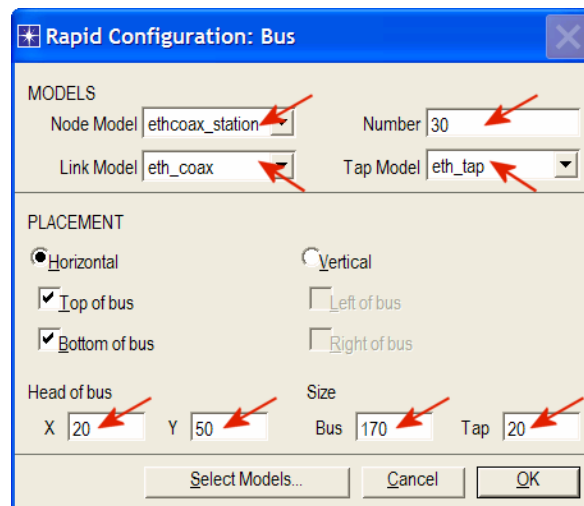 Rapid Configuration: Bus
MODELS
Node Model ethcoax_station Number 30
Link Model eth_coax Tap Model eth_tap
PLACEMENT
Horizontal Vertical
Top of bus Left of bus
Bottom of bus Right of bus
Head of bus Size
X 20 Y 50 Bus 170 Tap 20
Select Models... Cancel OK